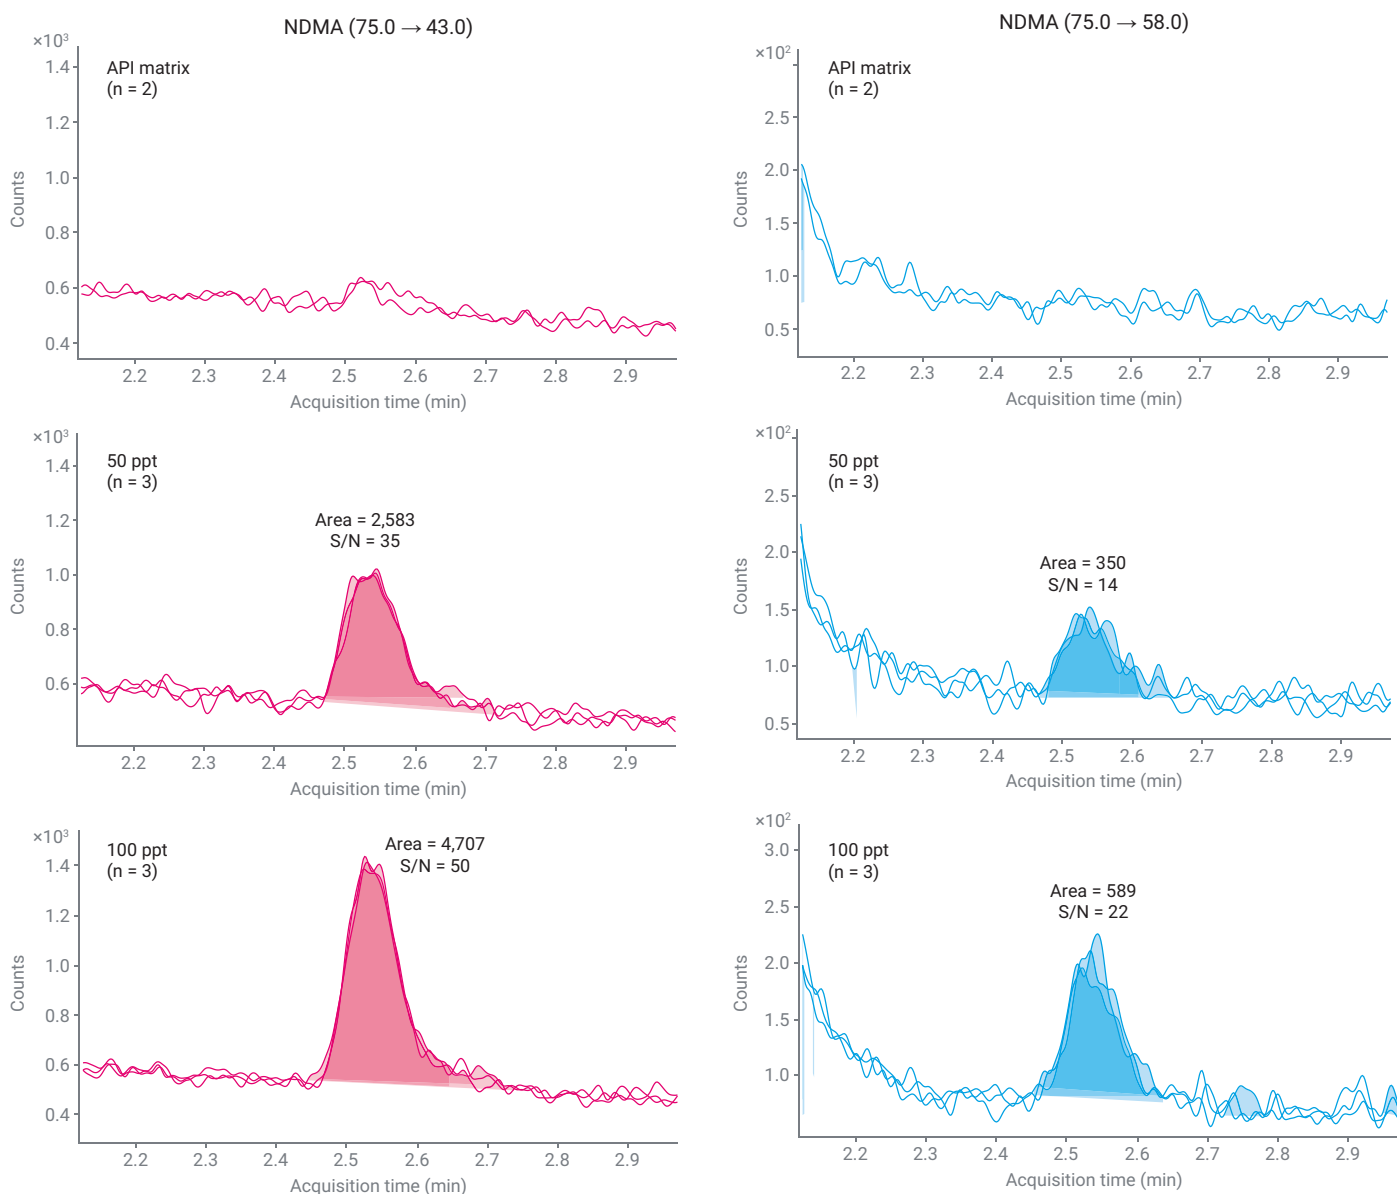 NDMA (75.0 → 43.0)
×10³
API matrix
(n = 2)
1.4
1.2
1.0
0.8
0.6
0.4
Counts
2.2 2.3 2.4 2.5 2.6 2.7 2.8 2.9
Acquisition time (min)
NDMA (75.0 → 58.0)
×10²
API matrix
(n = 2)
2.5
2.0
1.5
1.0
0.5
Counts
2.2 2.3 2.4 2.5 2.6 2.7 2.8 2.9
Acquisition time (min)
×10³
50 ppt
(n = 3)
Area = 2,583
S/N = 35
1.4
1.2
1.0
0.8
0.6
Counts
2.2 2.3 2.4 2.5 2.6 2.7 2.8 2.9
Acquisition time (min)
×10²
50 ppt
(n = 3)
Area = 350
S/N = 14
2.5
2.0
1.5
1.0
0.5
Counts
2.2 2.3 2.4 2.5 2.6 2.7 2.8 2.9
Acquisition time (min)
×10³
100 ppt
(n = 3)
Area = 4,707
S/N = 50
1.4
1.2
1.0
0.8
0.6
0.4
Counts
2.2 2.3 2.4 2.5 2.6 2.7 2.8 2.9
Acquisition time (min)
×10²
100 ppt
(n = 3)
Area = 589
S/N = 22
3.0
2.5
2.0
1.5
1.0
Counts
2.2 2.3 2.4 2.5 2.6 2.7 2.8 2.9
Acquisition time (min)